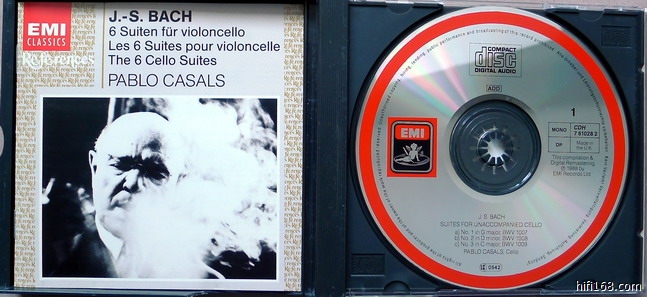 EMI
CLASSICS
Références
J.-S. BACH
6 Suiten für violoncello
Les 6 Suites pour violoncelle
The 6 Cello Suites
PABLO CASALS
COMPACT
disc
DIGITAL AUDIO
ADD
1
MONO
CDH
7 61028 2
DP
Made in
the U.K.
EMI
This compilation &
Digital Remastering
℗ 1988 by
EMI Records Ltd
J. S. BACH
SUITES FOR UNACCOMPANIED CELLO
a) No. 1 in G major, BWV 1007
b) No. 2 in D minor, BWV 1008
c) No. 3 in C major, BWV 1009
PABLO CASALS, Cello
0542
hifi168.com